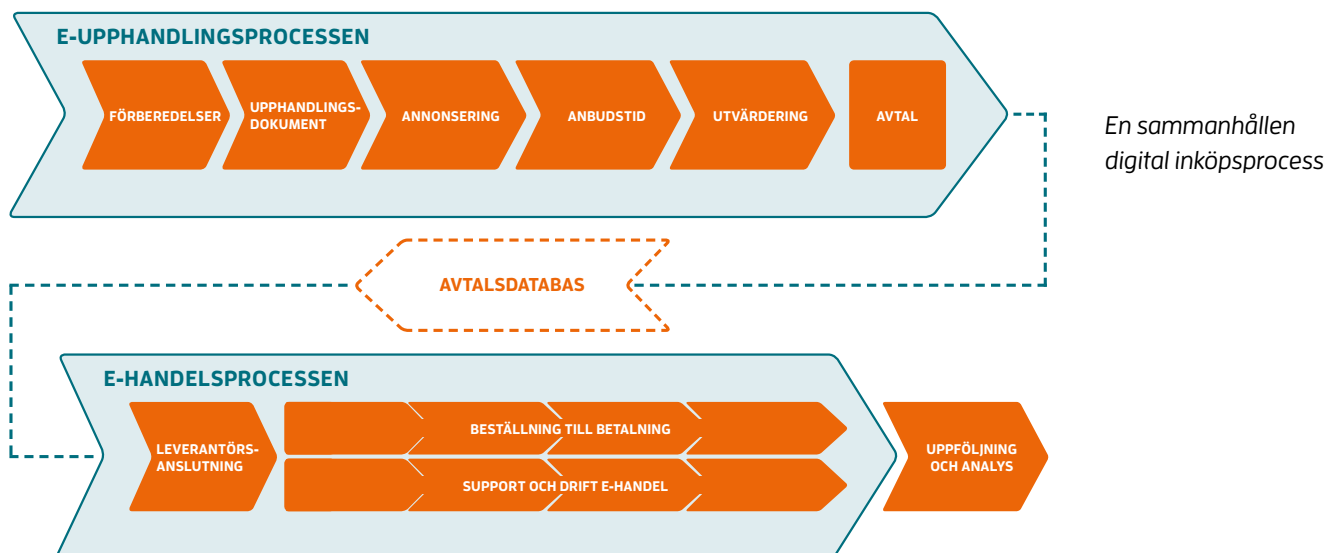 E-UPPHANDLINGSPROCESSEN
FÖRBEREDELSER
UPPHANDLINGS-
DOKUMENT
ANNONSERING
ANBUDSTID
UTVÄRDERING
AVTAL
En sammanhållen
digital inköpsprocess
AVTALSDATABAS
E-HANDELSPROCESSEN
LEVERANTÖRS-
ANSLUTNING
BESTÄLLNING TILL BETALNING
SUPPORT OCH DRIFT E-HANDEL
UPPFÖLJNING
OCH ANALYS